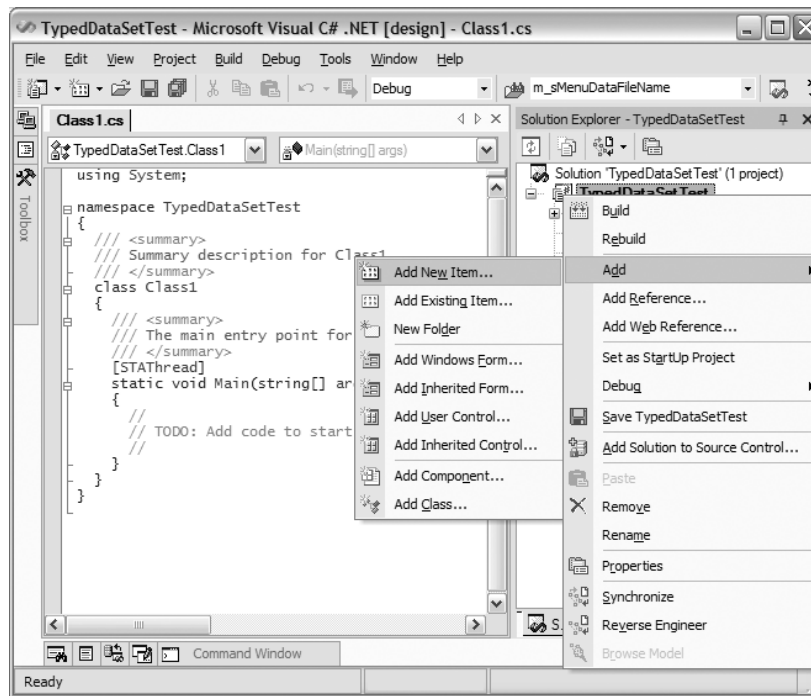 TypedDataSetTest - Microsoft Visual C# .NET [design] - Class1.cs
File Edit View Project Build Debug Tools Window Help
Debug
m_sMenuDataFileName
Class1.cs
Solution Explorer - TypedDataSetTest
TypedDataSetTest.Class1
Main(string[] args)
Toolbox
using System;
namespace TypedDataSetTest
{
/// <summary>
/// Summary description for Class1
/// </summary>
class Class1
{
/// <summary>
/// The main entry point for
/// </summary>
[STAThread]
static void Main(string[] ar
{
//
// TODO: Add code to start
//
}
}
}
Solution 'TypedDataSetTest' (1 project)
TypedDataSetTest
Build
Rebuild
Add
Add Reference...
Add Web Reference...
Set as StartUp Project
Debug
Save TypedDataSetTest
Add Solution to Source Control...
Paste
Remove
Rename
Properties
Synchronize
Reverse Engineer
Browse Model
Add New Item...
Add Existing Item...
New Folder
Add Windows Form...
Add Inherited Form...
Add User Control...
Add Inherited Control...
Add Component...
Add Class...
S...
Command Window
Ready